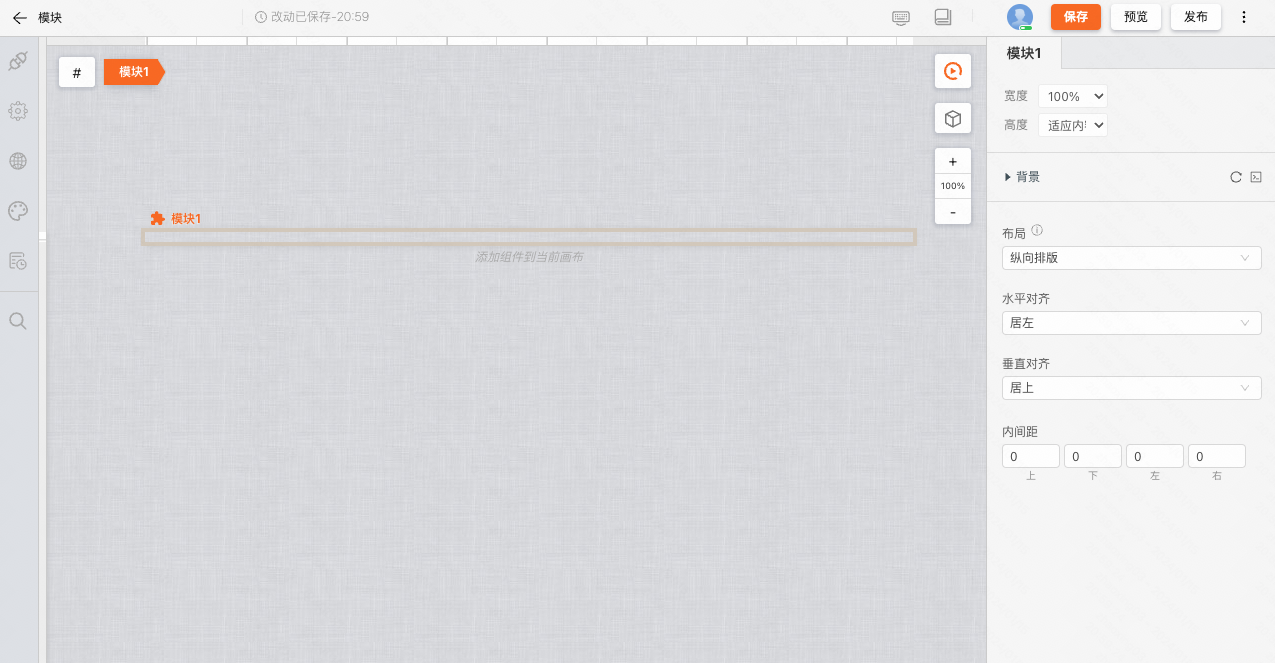 模块
改动已保存-20:59
保存
预览
发布
#
模块1
+
100%
-
模块1
添加组件到当前画布
模块1
宽度
100%
高度
适应内
背景
布局
纵向排版
水平对齐
居左
垂直对齐
居上
内间距
0 0 0 0
上 下 左 右